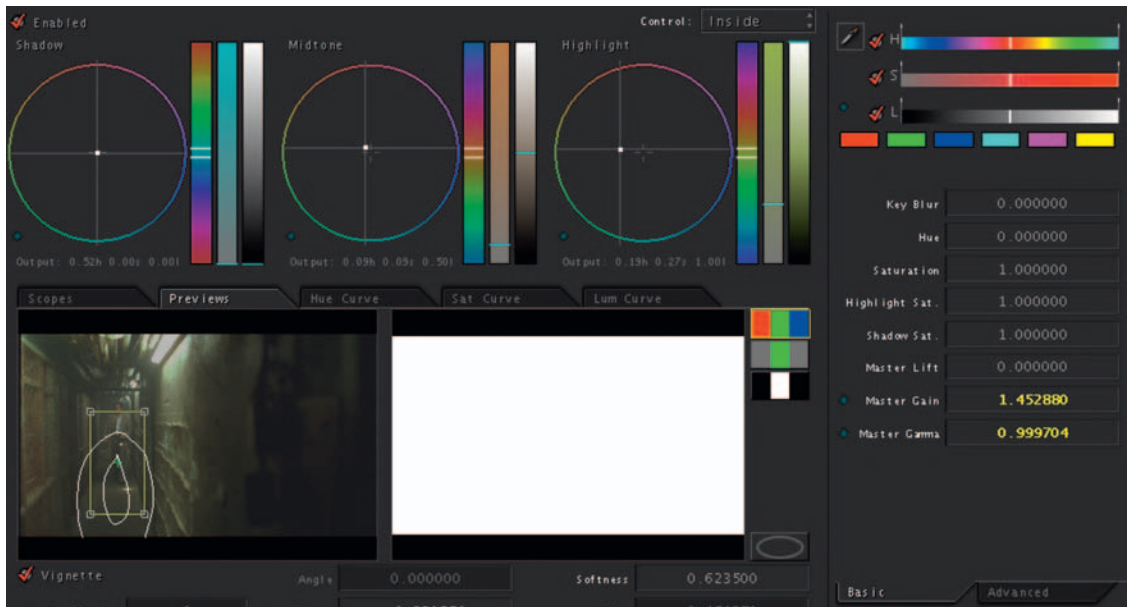 Enabled
Control: Inside
Shadow
Midtone
Highlight
H
S
L
Output: 0.52h 0.00s 0.00l
Output: 0.09h 0.09s 0.50l
Output: 0.19h 0.27s 1.00l
Key Blur 0.000000
Hue 0.000000
Saturation 1.000000
Highlight Sat. 1.000000
Shadow Sat. 1.000000
Master Lift 0.000000
Master Gain 1.452880
Master Gamma 0.999704
Scopes
Previews
Hue Curve
Sat Curve
Lum Curve
Vignette
Angle 0.000000
Softness 0.623500
Basic
Advanced